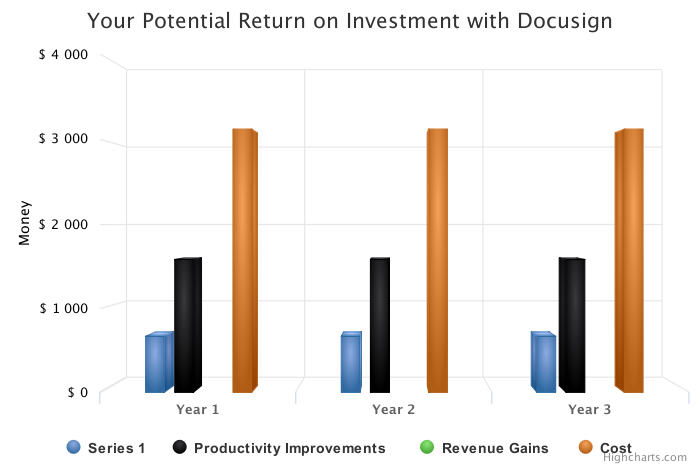 Your Potential Return on Investment with Docusign
$ 4 000
$ 3 000
$ 2 000
$ 1 000
$ 0
Money
Year 1
Year 2
Year 3
Series 1
Productivity Improvements
Revenue Gains
Cost
Highcharts.com